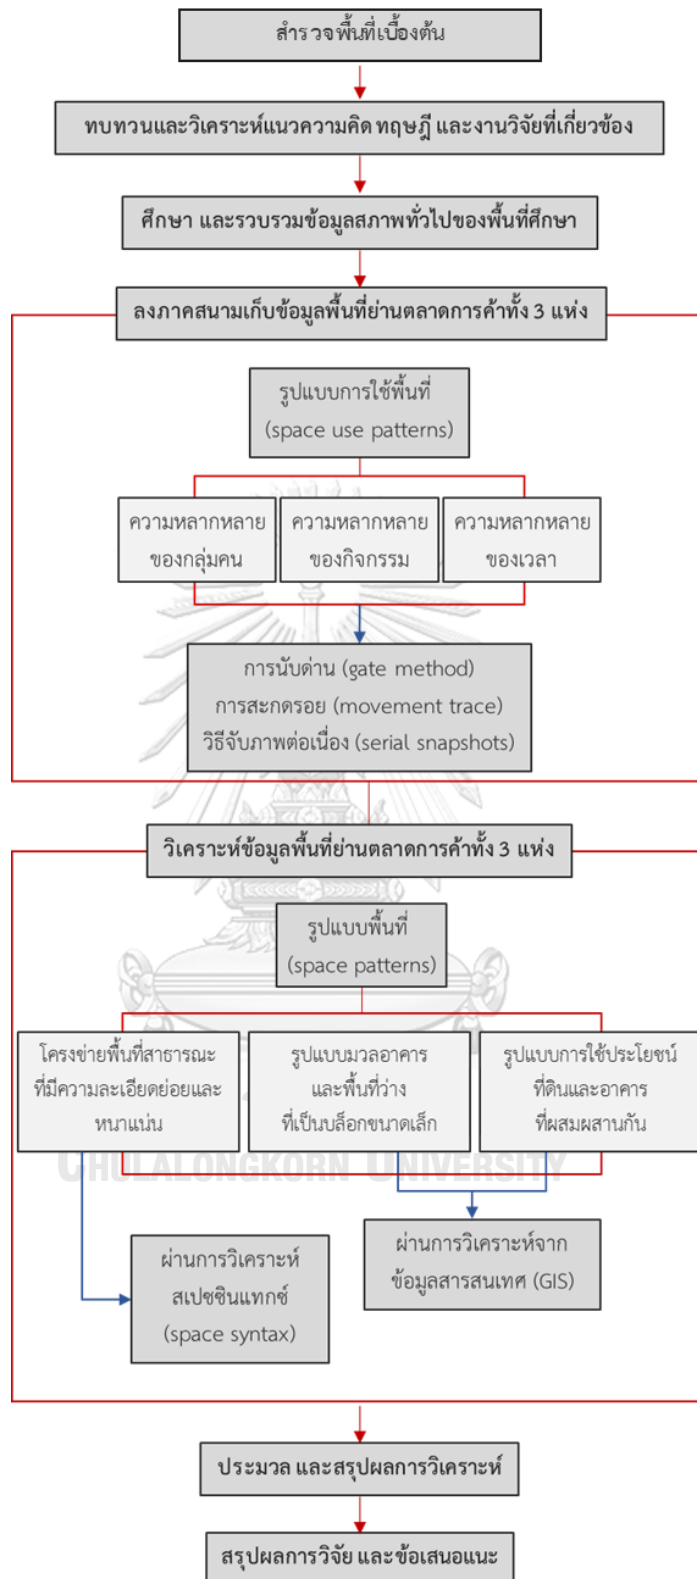 สำรวจพื้นที่เบื้องต้น
ทบทวนและวิเคราะห์แนวความคิด ทฤษฎี และงานวิจัยที่เกี่ยวข้อง
ศึกษา และรวบรวมข้อมูลสภาพทั่วไปของพื้นที่ศึกษา
ลงภาคสนามเก็บข้อมูลพื้นที่ย่านตลาดการค้าทั้ง 3 แห่ง
รูปแบบการใช้พื้นที่
(space use patterns)
ความหลากหลาย
ของกลุ่มคน
ความหลากหลาย
ของกิจกรรม
ความหลากหลาย
ของเวลา
การนับด่าน (gate method)
การสะกดรอย (movement trace)
วิธีจับภาพต่อเนื่อง (serial snapshots)
วิเคราะห์ข้อมูลพื้นที่ย่านตลาดการค้าทั้ง 3 แห่ง
รูปแบบพื้นที่
(space patterns)
โครงข่ายพื้นที่สาธารณะ
ที่มีความละเอียดย่อยและ
หนาแน่น
รูปแบบมวลอาคาร
และพื้นที่ว่าง
ที่เป็นบล็อกขนาดเล็ก
รูปแบบการใช้ประโยชน์
ที่ดินและอาคาร
ที่ผสมผสานกัน
CHULALONGKORN UNIVERSITY
ผ่านการวิเคราะห์
สเปซซินแทกซ์
(space syntax)
ผ่านการวิเคราะห์จาก
ข้อมูลสารสนเทศ (GIS)
ประมวล และสรุปผลการวิเคราะห์
สรุปผลการวิจัย และข้อเสนอแนะ